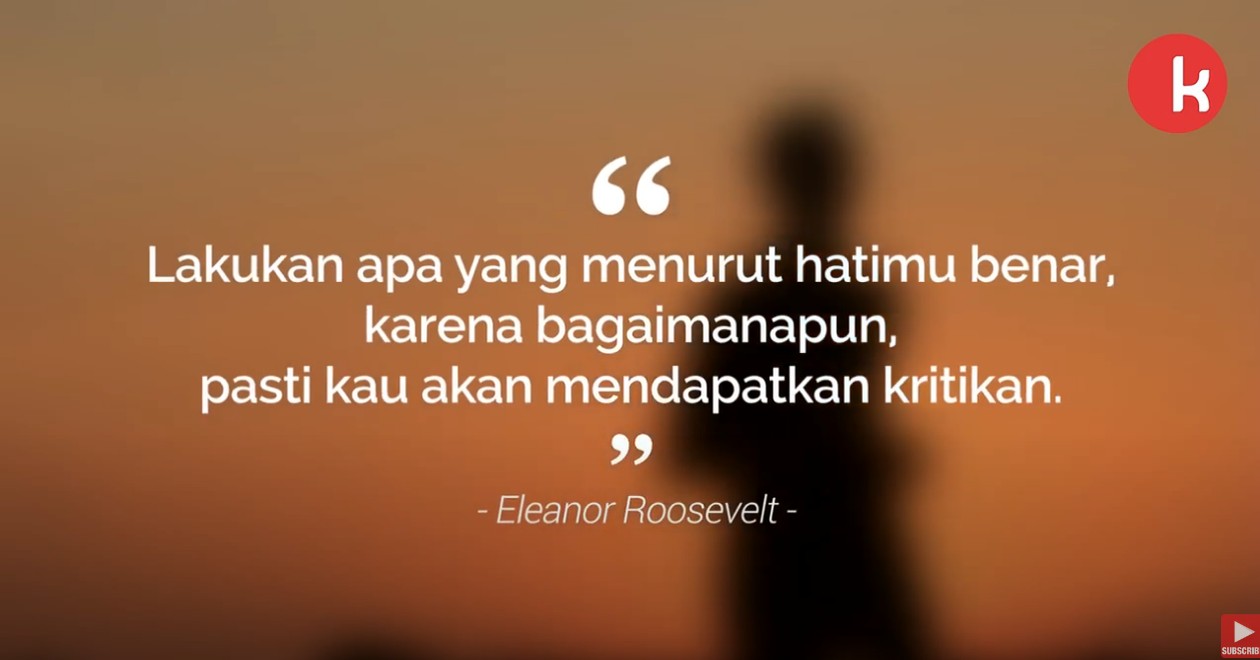 k
“
Lakukan apa yang menurut hatimu benar,
karena bagaimanapun,
pasti kau akan mendapatkan kritikan.
”
- Eleanor Roosevelt -